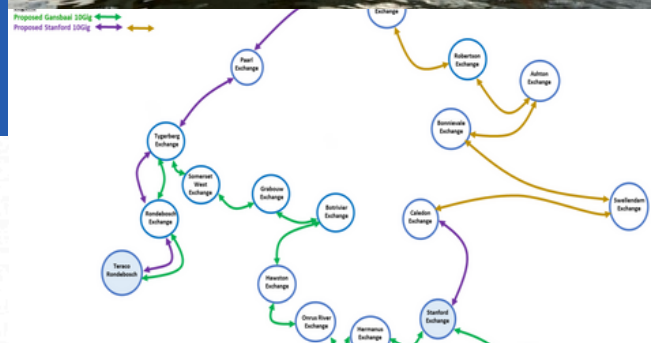 Proposed Gansbaai 10Gig
Proposed Stanford 10Gig
Exchange
Robertson
Exchange
Paarl
Exchange
Ashton
Exchange
Bonnievale
Exchange
Tygerberg
Exchange
Somerset
West
Exchange
Grabouw
Exchange
Botrivier
Exchange
Swellendam
Exchange
Rondebosch
Exchange
Caledon
Exchange
Teraco
Rondebosch
Hawston
Exchange
Onrus River
Exchange
Stanford
Exchange
Hermanus
Exchange